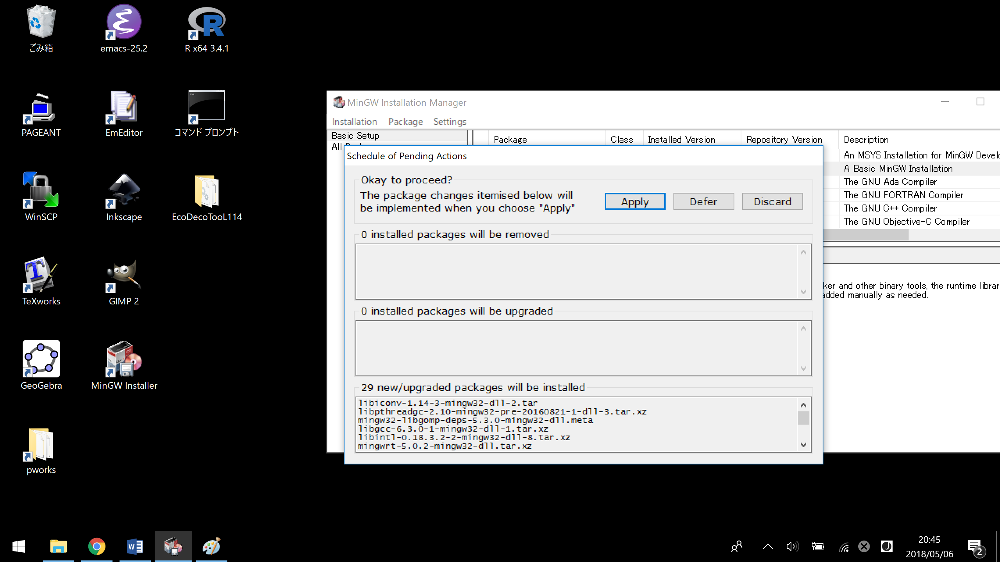 ごみ箱
emacs-25.2
R x64 3.4.1
PAGEANT
EmEditor
コマンド プロンプト
WinSCP
Inkscape
EcoDecoTooL114
TeXworks
GIMP 2
GeoGebra
MinGW Installer
pworks
MinGW Installation Manager
Installation Package Settings
Basic Setup
All
Package Class Installed Version Repository Version Description
An MSYS Installation for MinGW Develo
A Basic MinGW Installation
The GNU Ada Compiler
The GNU FORTRAN Compiler
The GNU C++ Compiler
The GNU Objective-C Compiler
ker and other binary tools, the runtime librar
added manually as needed.
Schedule of Pending Actions
Okay to proceed?
The package changes itemised below will
be implemented when you choose "Apply"
Apply Defer Discard
0 installed packages will be removed
0 installed packages will be upgraded
29 new/upgraded packages will be installed
libiconv-1.14-3-mingw32-dll-2.tar
libpthreadgc-2.10-mingw32-pre-20160821-1-dll-3.tar.xz
mingw32-libgomp-deps-5.3.0-mingw32-dll.meta
libgcc-6.3.0-1-mingw32-dll-1.tar.xz
libintl-0.18.3.2-2-mingw32-dll-8.tar.xz
mingwrt-5.0.2-mingw32-dll.tar.xz
20:45
2018/05/06
2